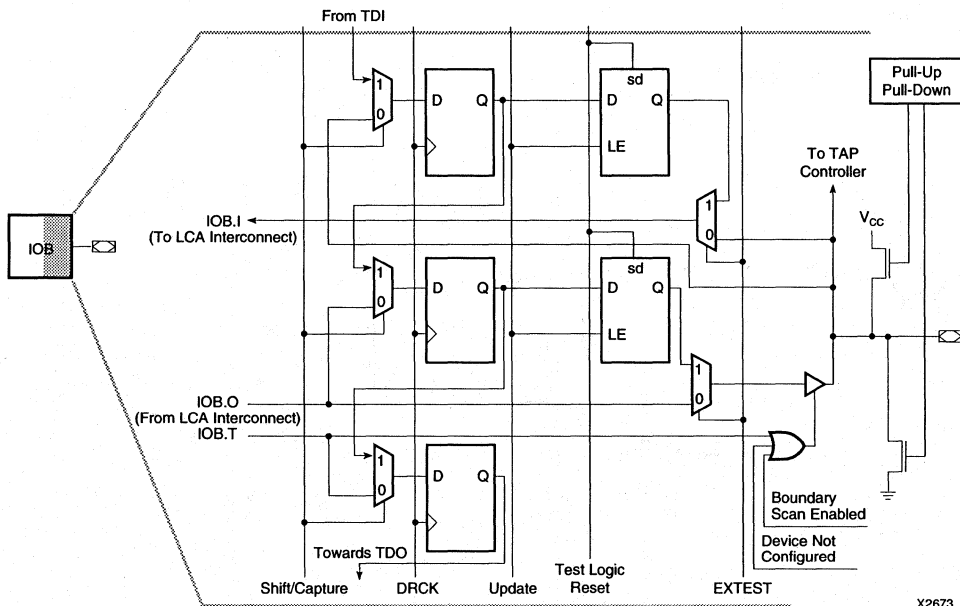 From TDI
Pull-Up
Pull-Down
sd
1
0
D Q
D Q
LE
To TAP
Controller
IOB.I
(To LCA Interconnect)
1
0
VCC
IOB
sd
1
0
D Q
D Q
LE
1
0
IOB.O
(From LCA Interconnect)
IOB.T
1
0
D Q
Boundary
Scan Enabled
Device Not
Configured
Towards TDO
Shift/Capture
DRCK
Update
Test Logic
Reset
EXTEST
X2673